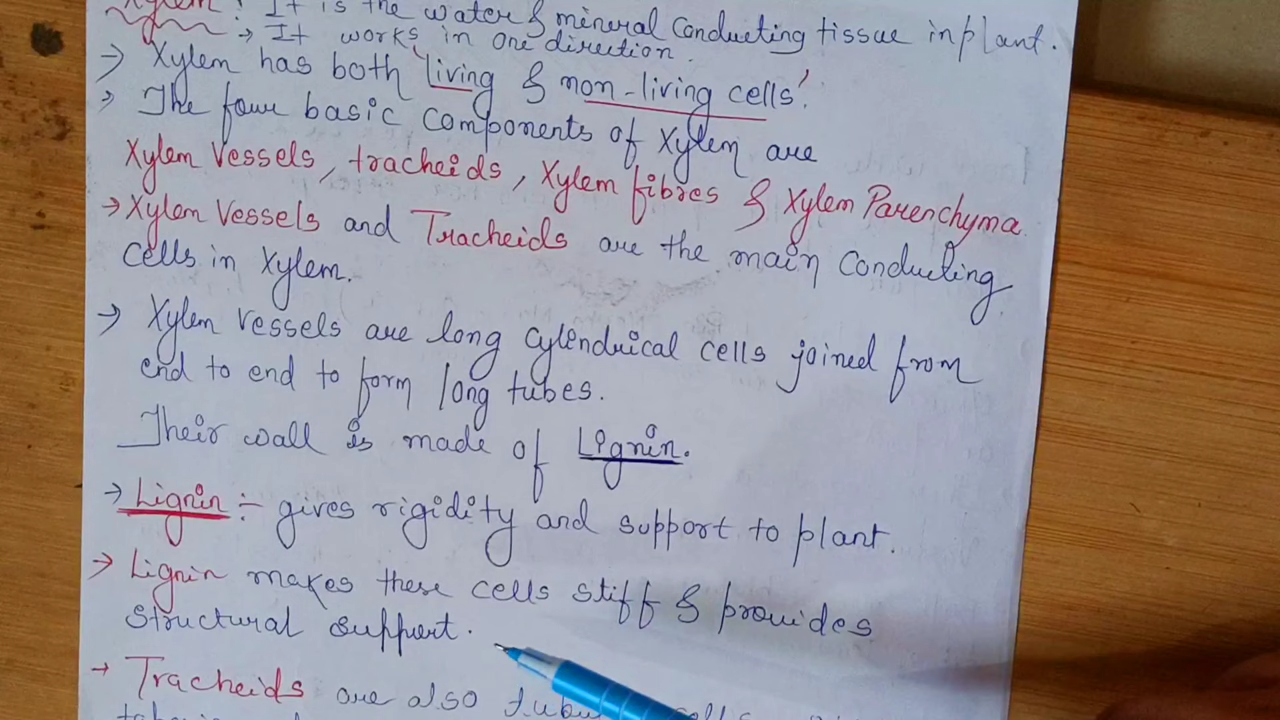 Xylem : It is the water & mineral conducting tissue in plant.
→ It works in one direction.
→ Xylem has both 'living & non-living cells'.
→ The four basic components of Xylem are
Xylem Vessels, tracheids, Xylem fibres & Xylem Parenchyma
→ Xylem Vessels and Tracheids are the main conducting
cells in Xylem.
→ Xylem vessels are long cylindrical cells joined from
end to end to form long tubes.
Their wall is made of Lignin.
→ Lignin :- gives rigidity and support to plant.
→ Lignin makes these cells stiff & provides
structural support.
→ Tracheids are also